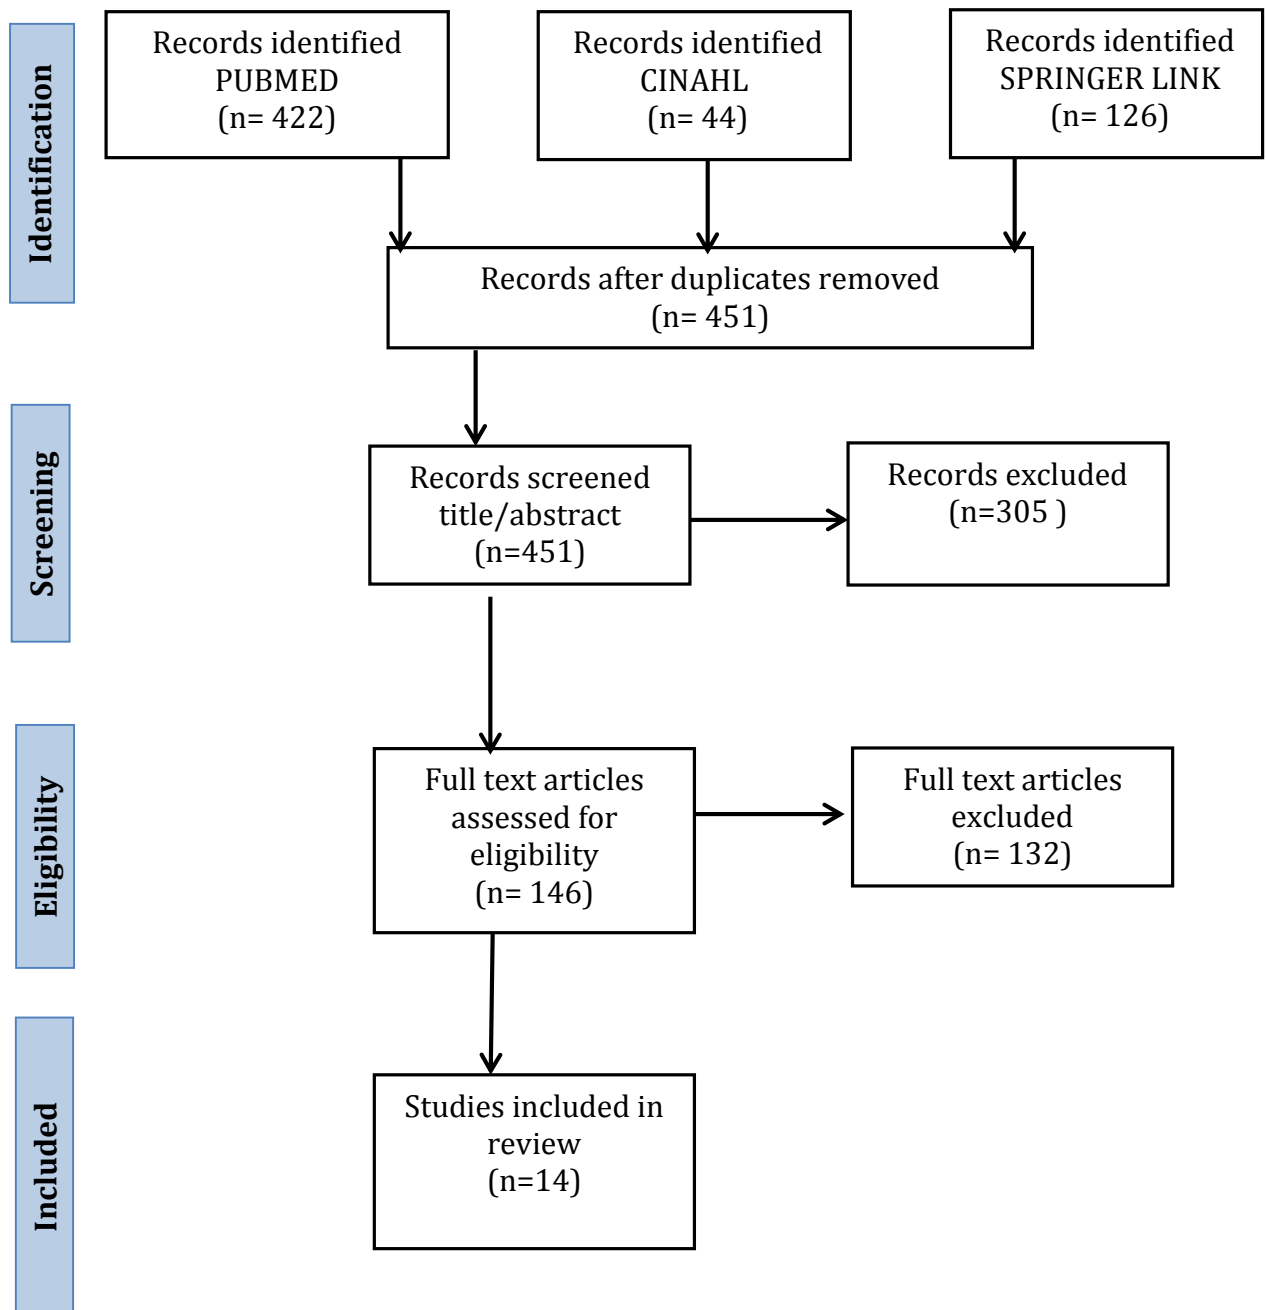 Identification
Records identified
PUBMED
(n= 422)
Records identified
CINAHL
(n= 44)
Records identified
SPRINGER LINK
(n= 126)
Records after duplicates removed
(n= 451)
Screening
Records screened
title/abstract
(n=451)
Records excluded
(n=305 )
Eligibility
Full text articles
assessed for
eligibility
(n= 146)
Full text articles
excluded
(n= 132)
Included
Studies included in
review
(n=14)